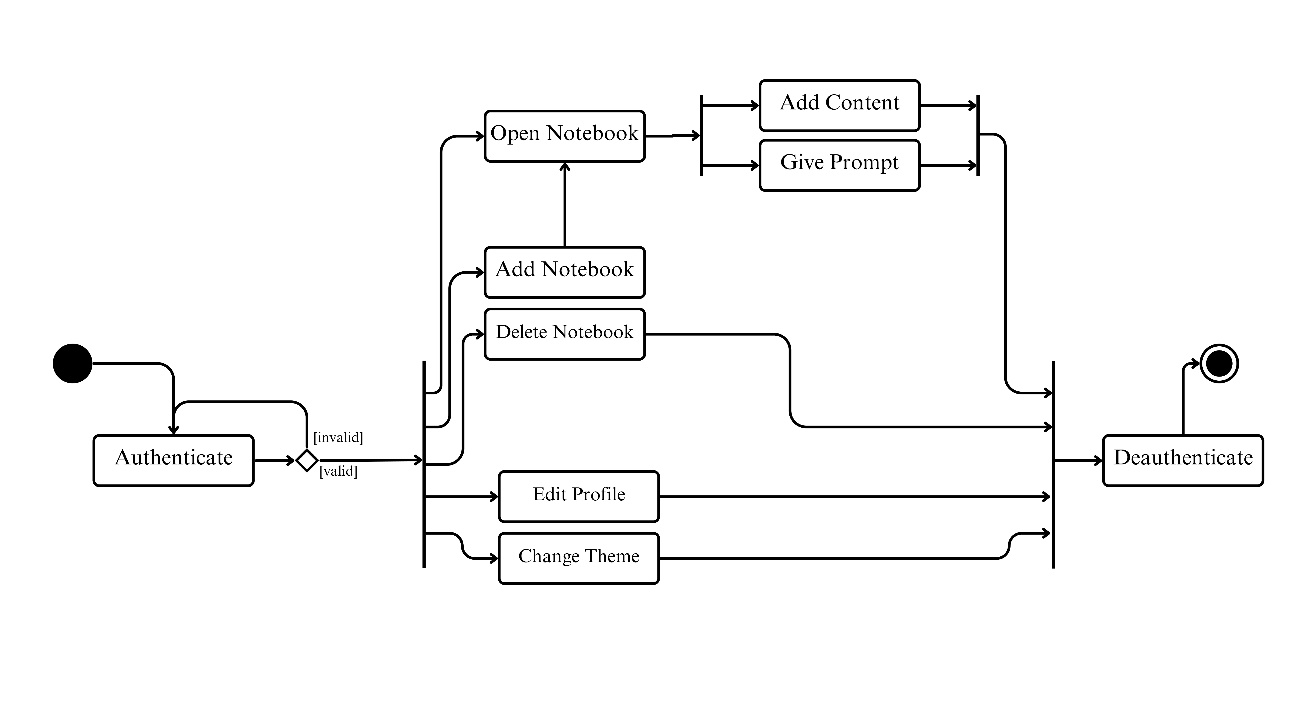 Add Content
Open Notebook
Give Prompt
Add Notebook
Delete Notebook
[invalid]
Authenticate
[valid]
Deauthenticate
Edit Profile
Change Theme